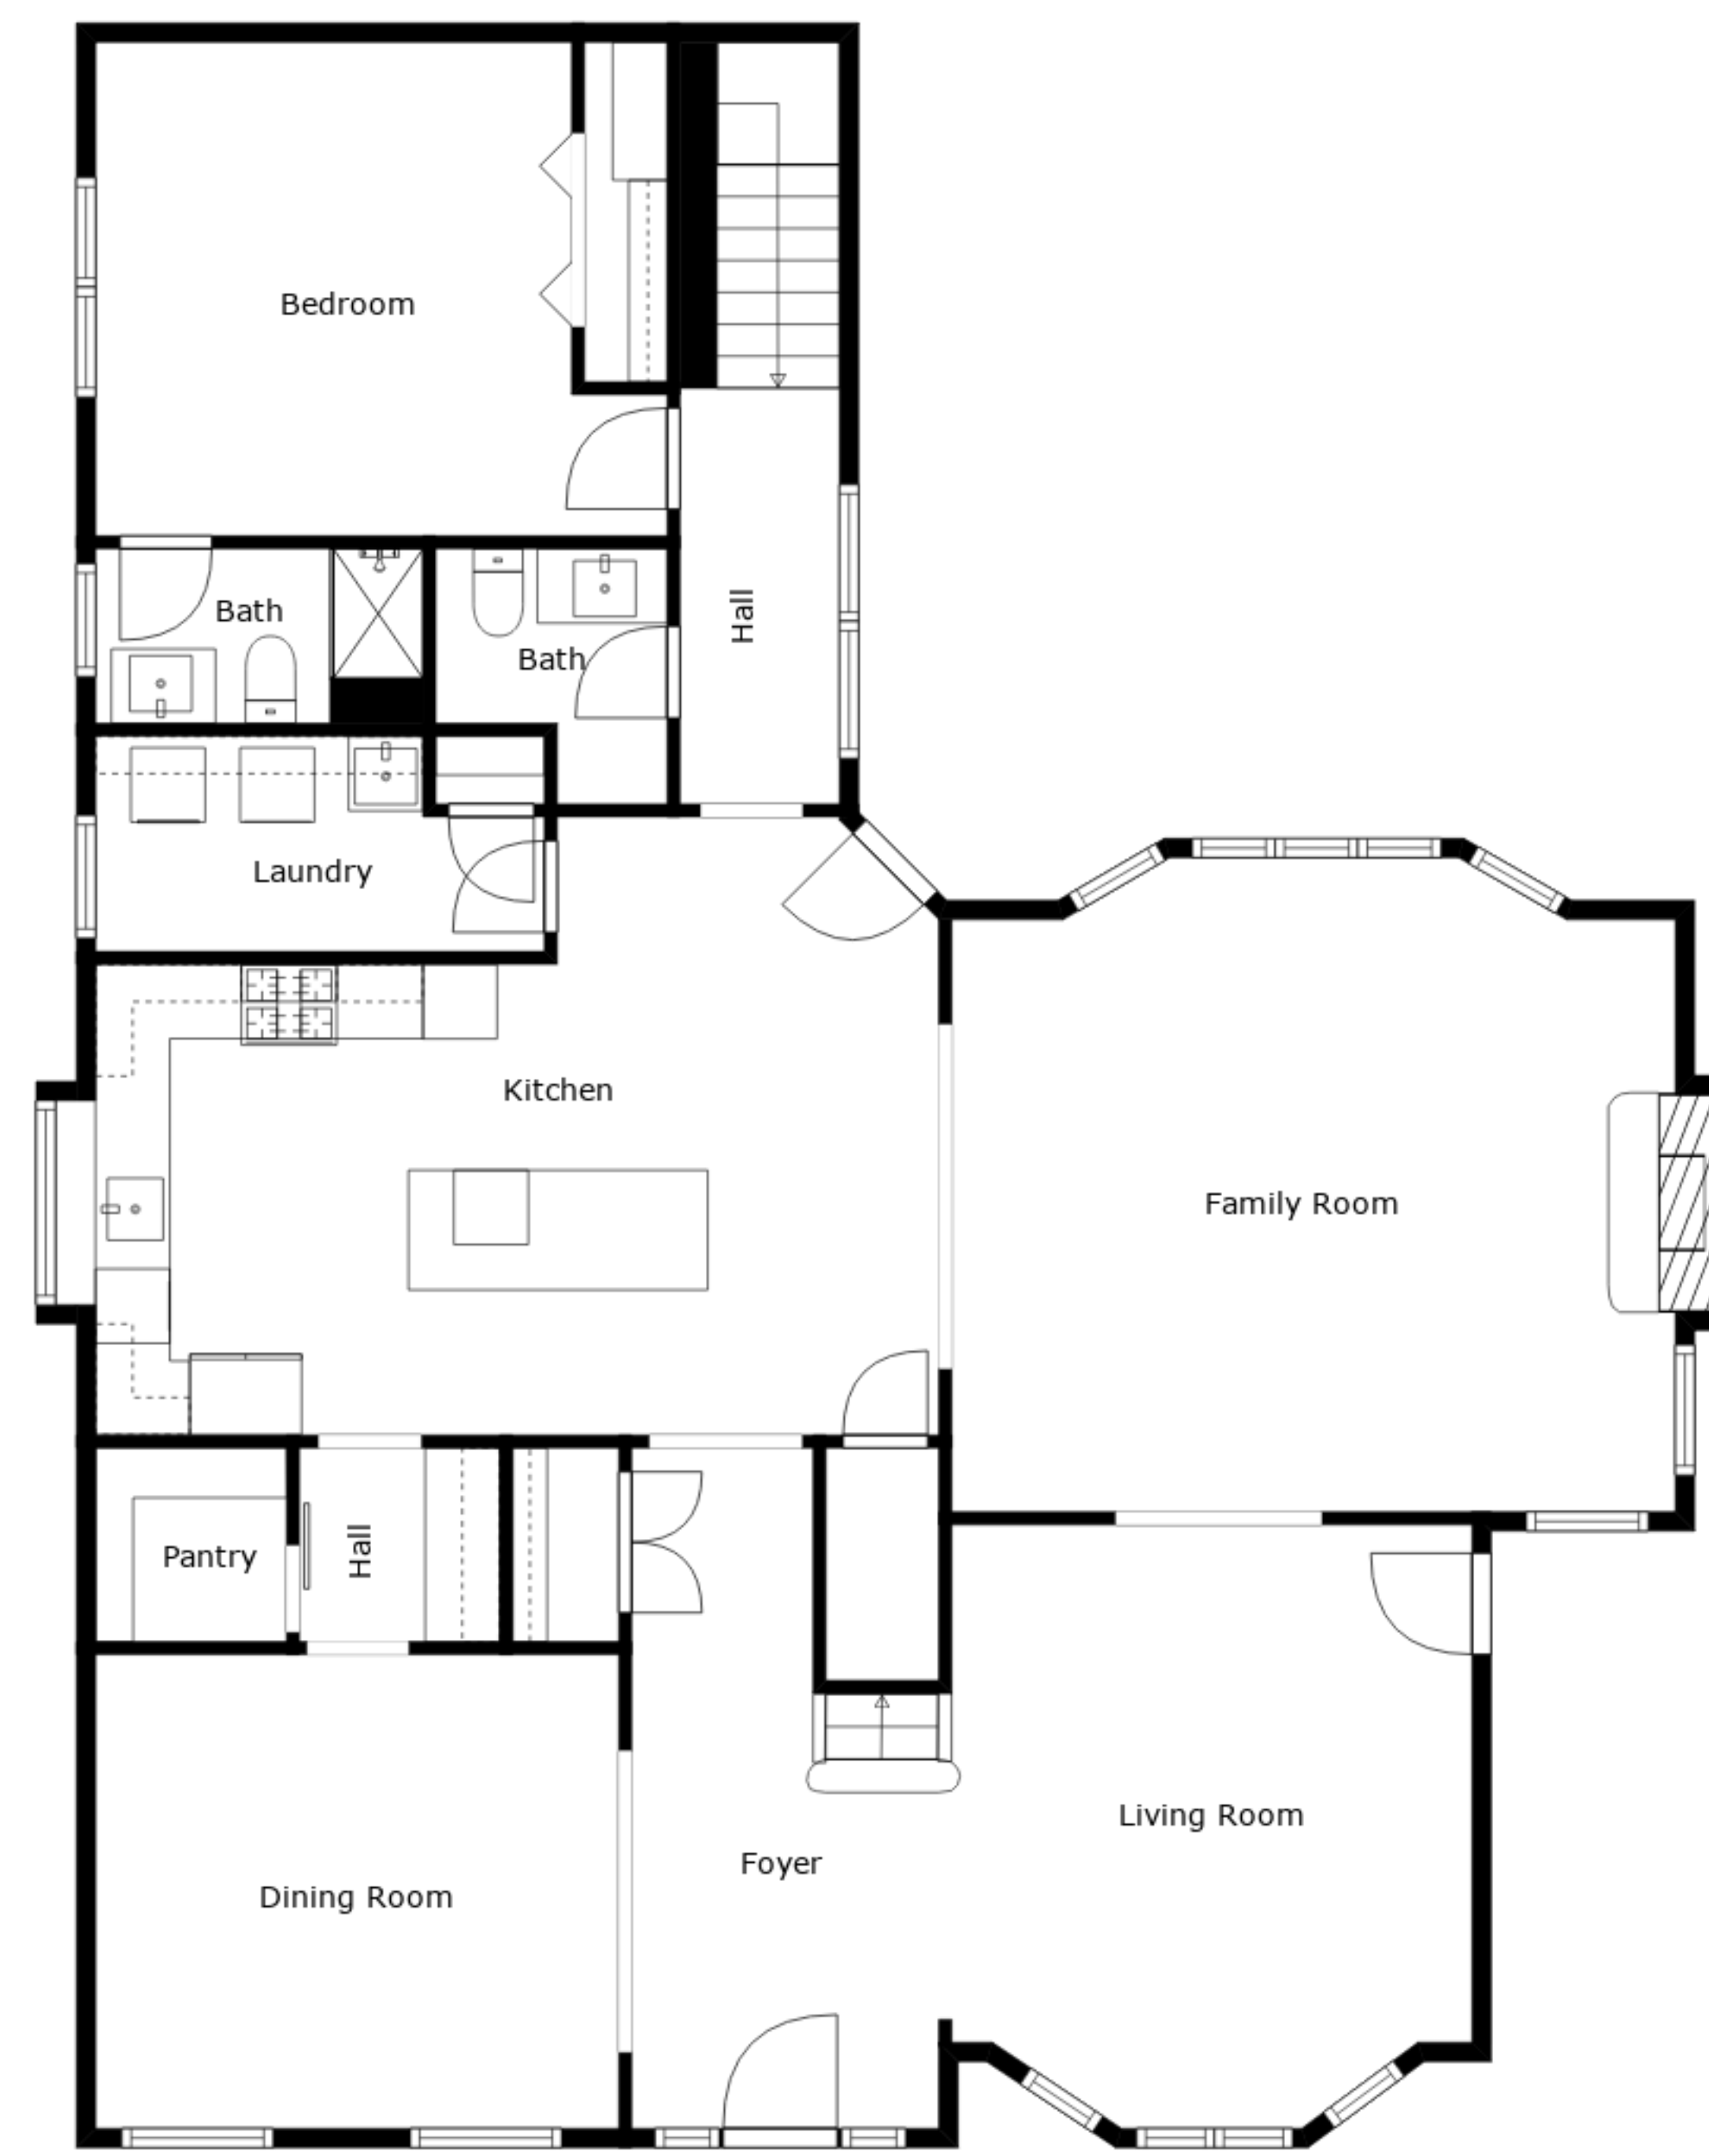 Bedroom
Bath
Hall
Bath
Laundry
Kitchen
Family Room
Pantry
Hall
Living Room
Foyer
Dining Room